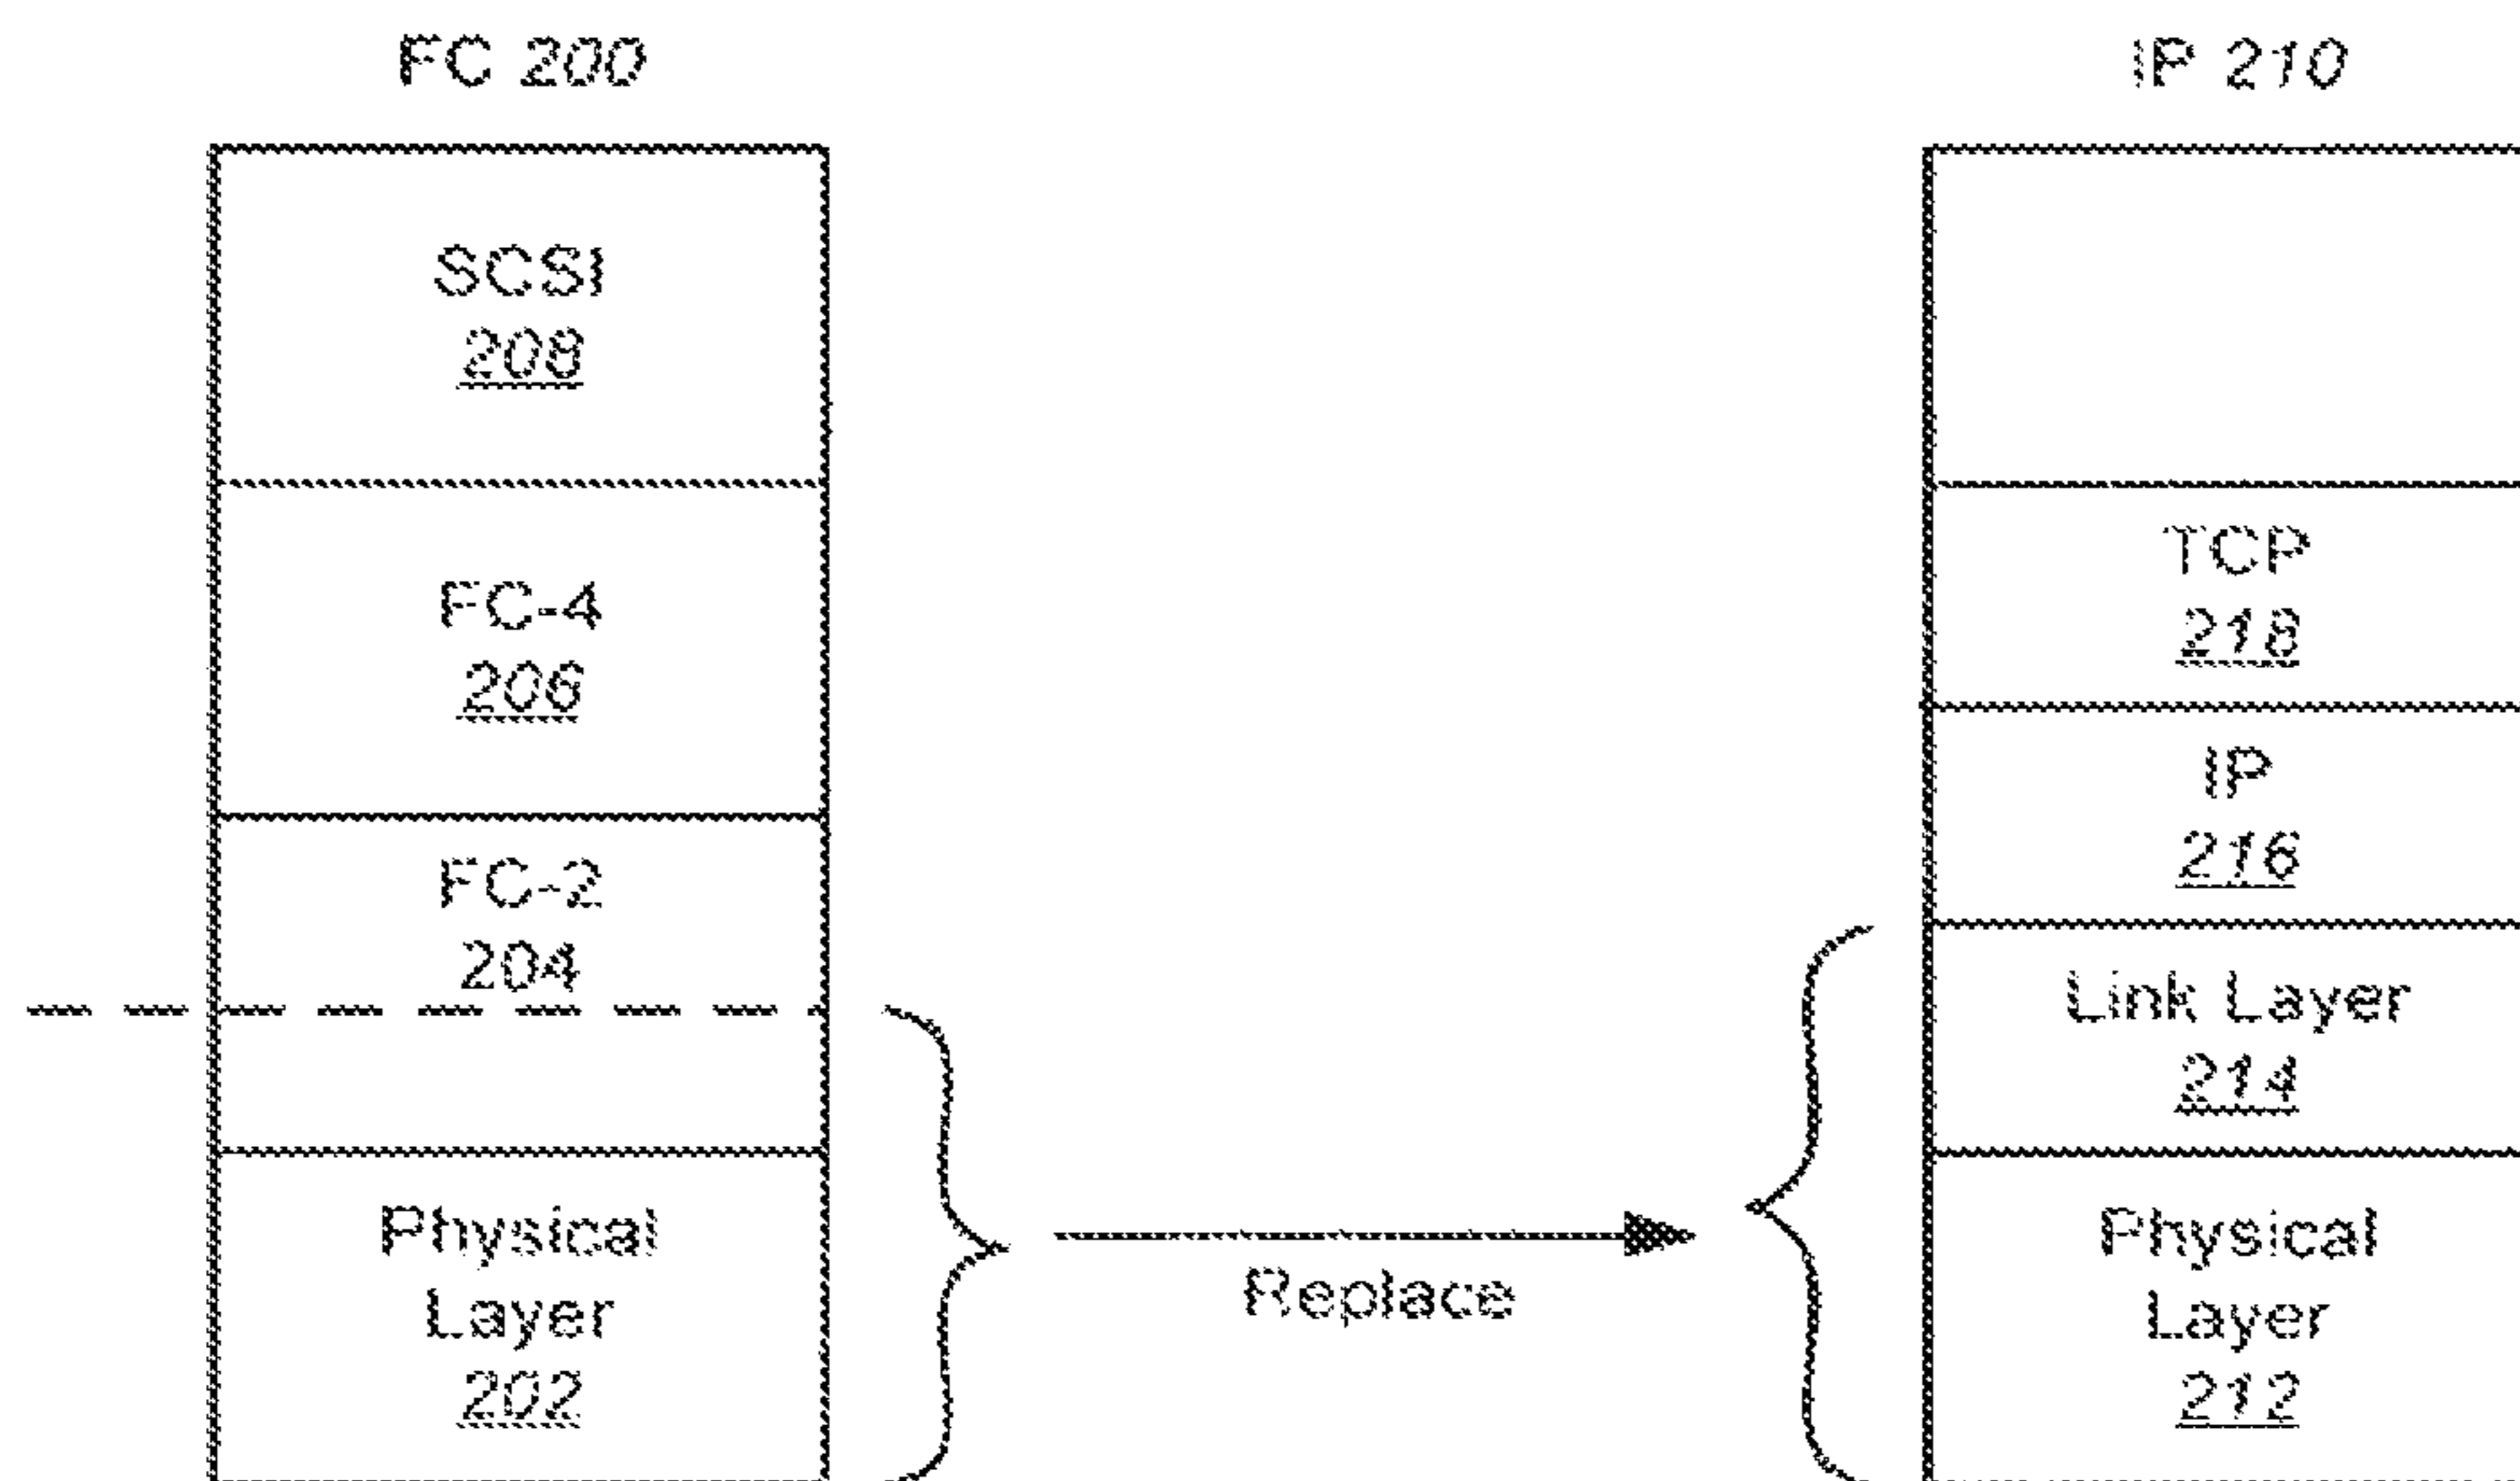 FC 200
SCSI
208
FC-4
206
FC-2
204
Physical
Layer
202
Replace
IP 210
TCP
218
IP
216
Link Layer
214
Physical
Layer
212